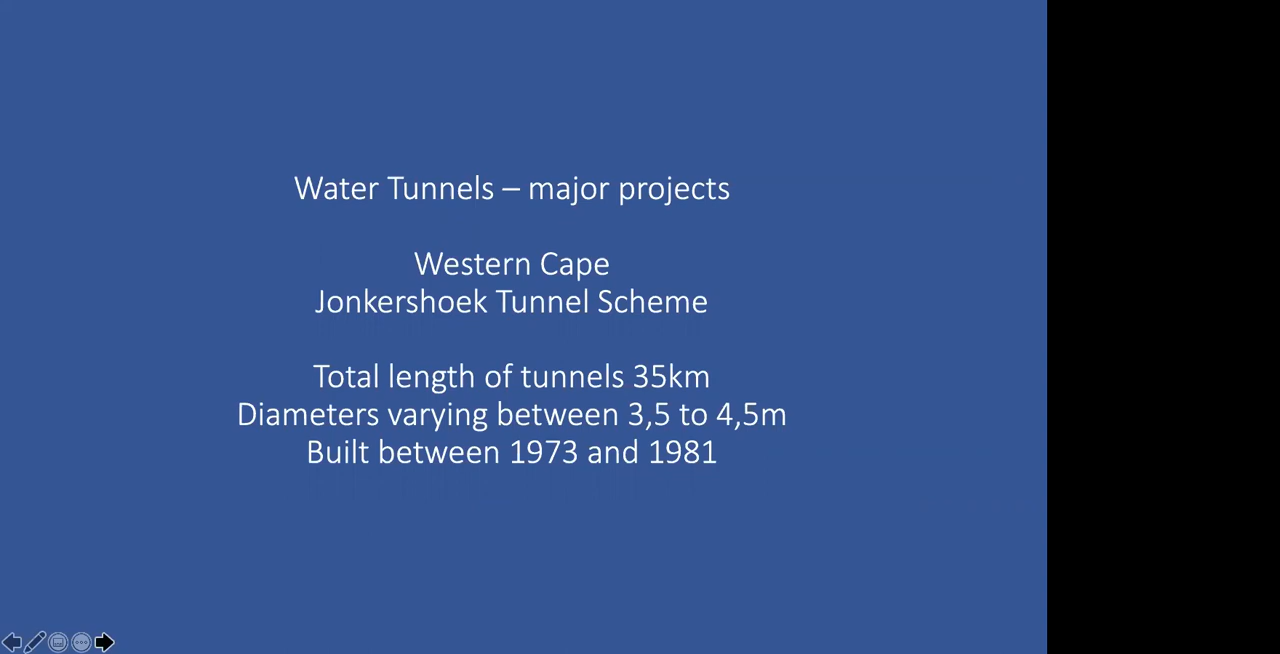 Water Tunnels – major projects
Western Cape
Jonkershoek Tunnel Scheme
Total length of tunnels 35km
Diameters varying between 3,5 to 4,5m
Built between 1973 and 1981